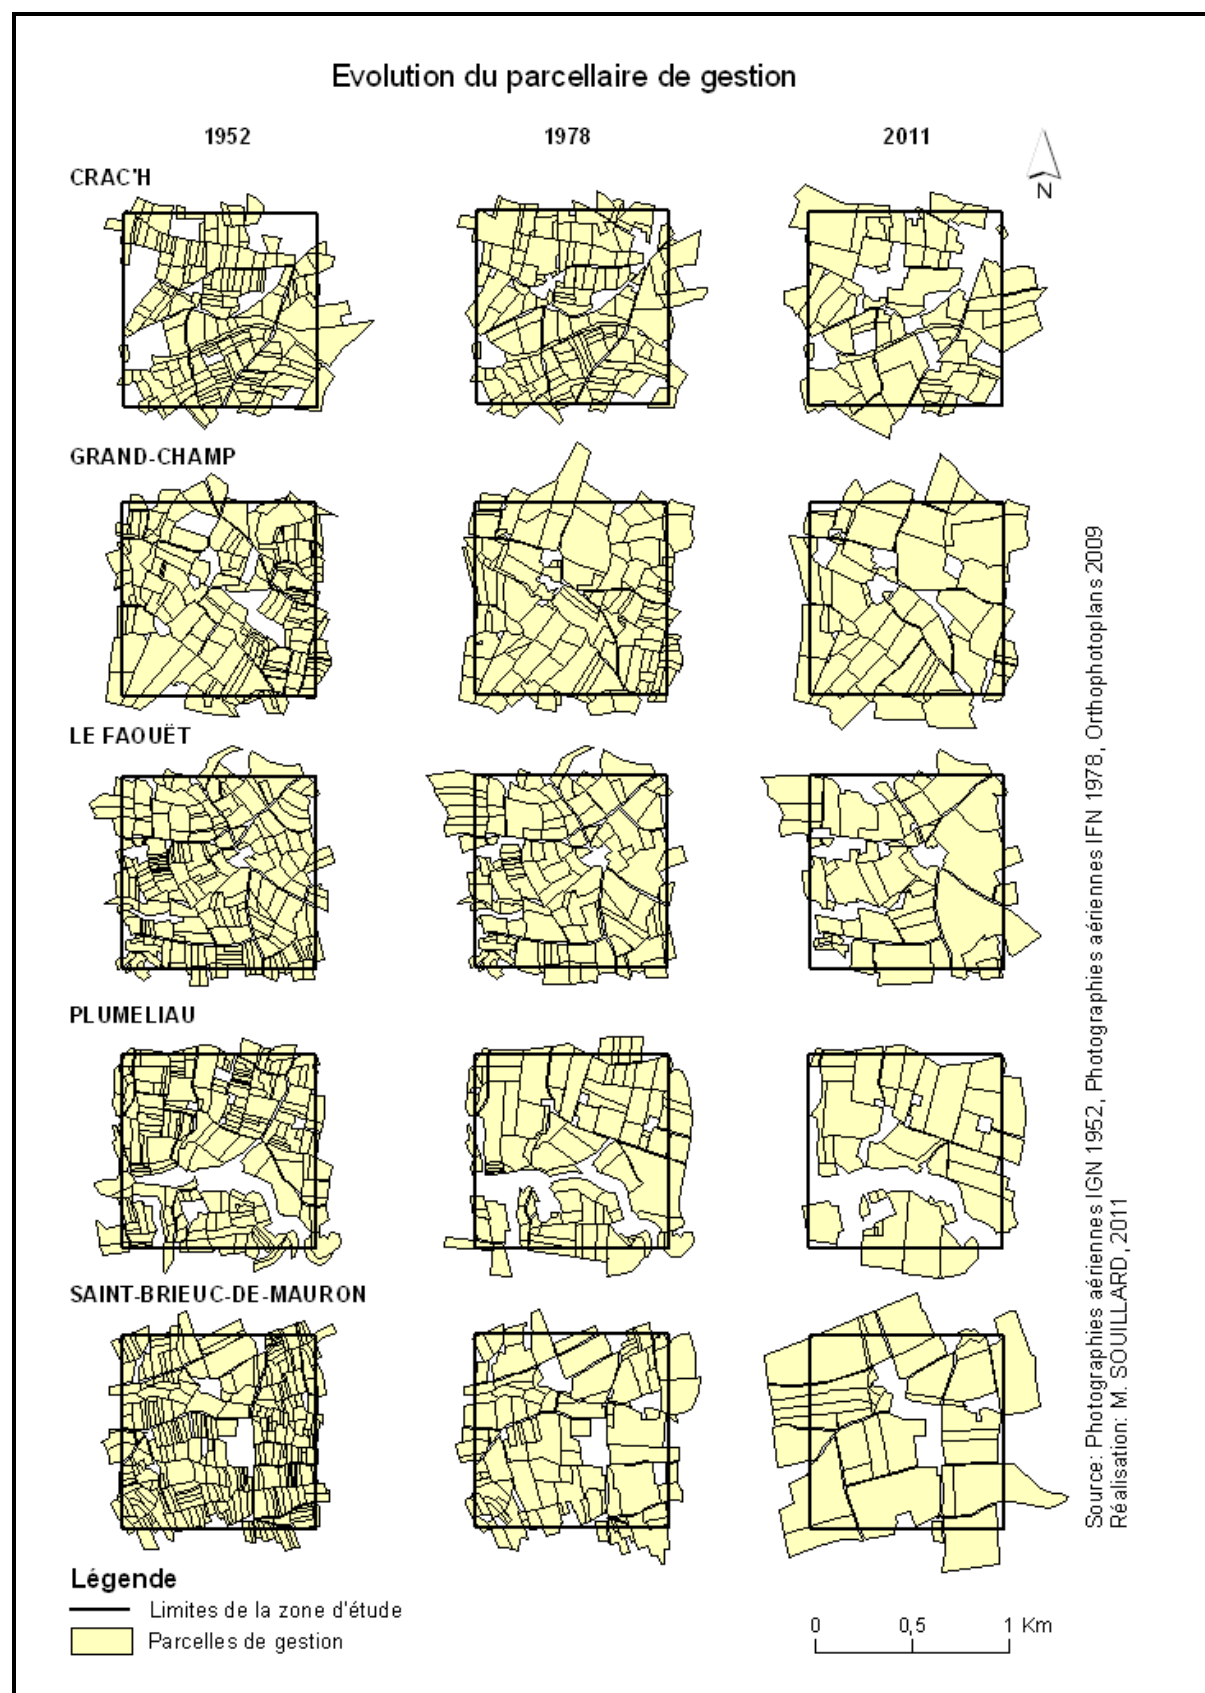 Evolution du parcellaire de gestion
1952 1978 2011
CRAC'H
N
GRAND-CHAMP
LE FAOUËT
PLUMELIAU
SAINT-BRIEUC-DE-MAURON
Légende
Limites de la zone d'étude
Parcelles de gestion
0 0,5 1 Km
Source: Photographies aériennes IGN 1952, Photographies aériennes IFN 1978, Orthophotoplans 2009
Réalisation: M. SOUILLARD, 2011